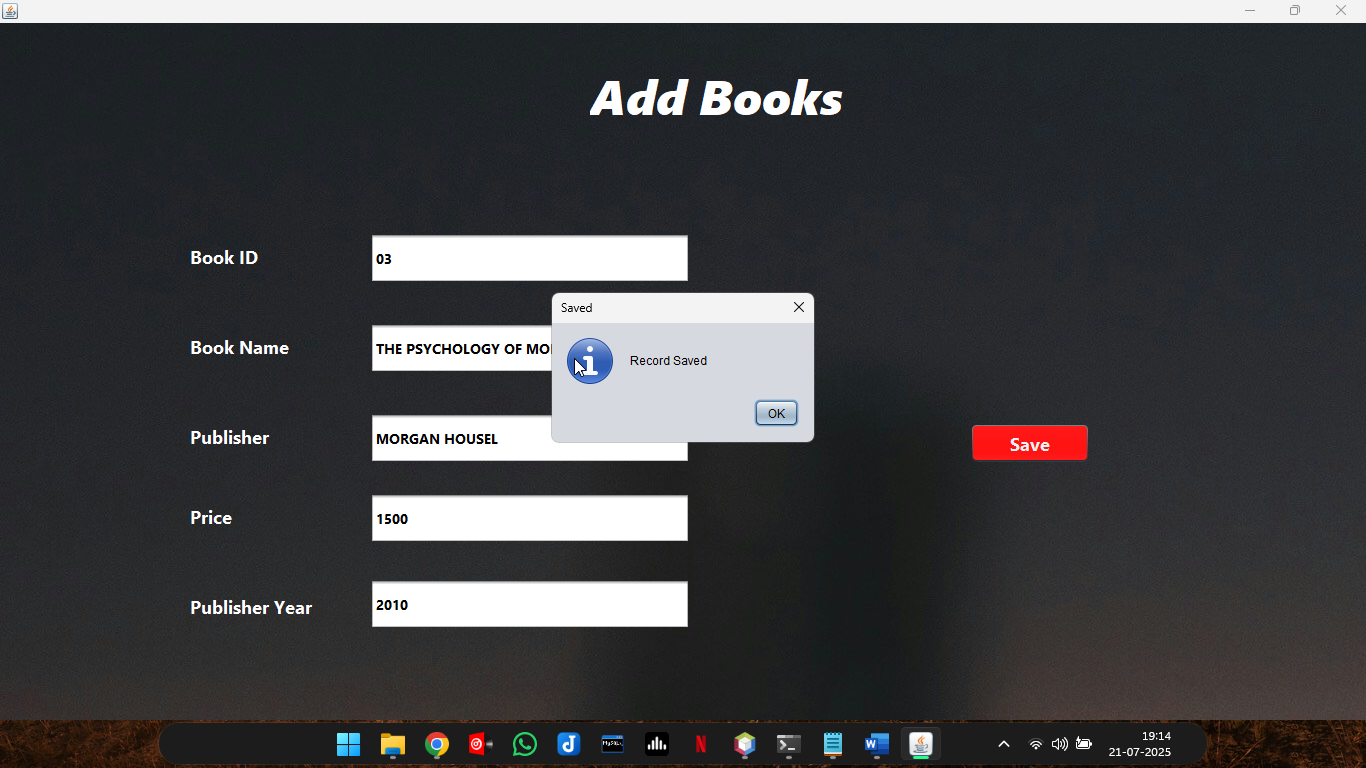 Add Books
Book ID
03
Book Name
THE PSYCHOLOGY OF
Saved
Record Saved
OK
Publisher
MORGAN HOUSEL
Save
Price
1500
Publisher Year
2010
MySQL
N
W
19:14
21-07-2025